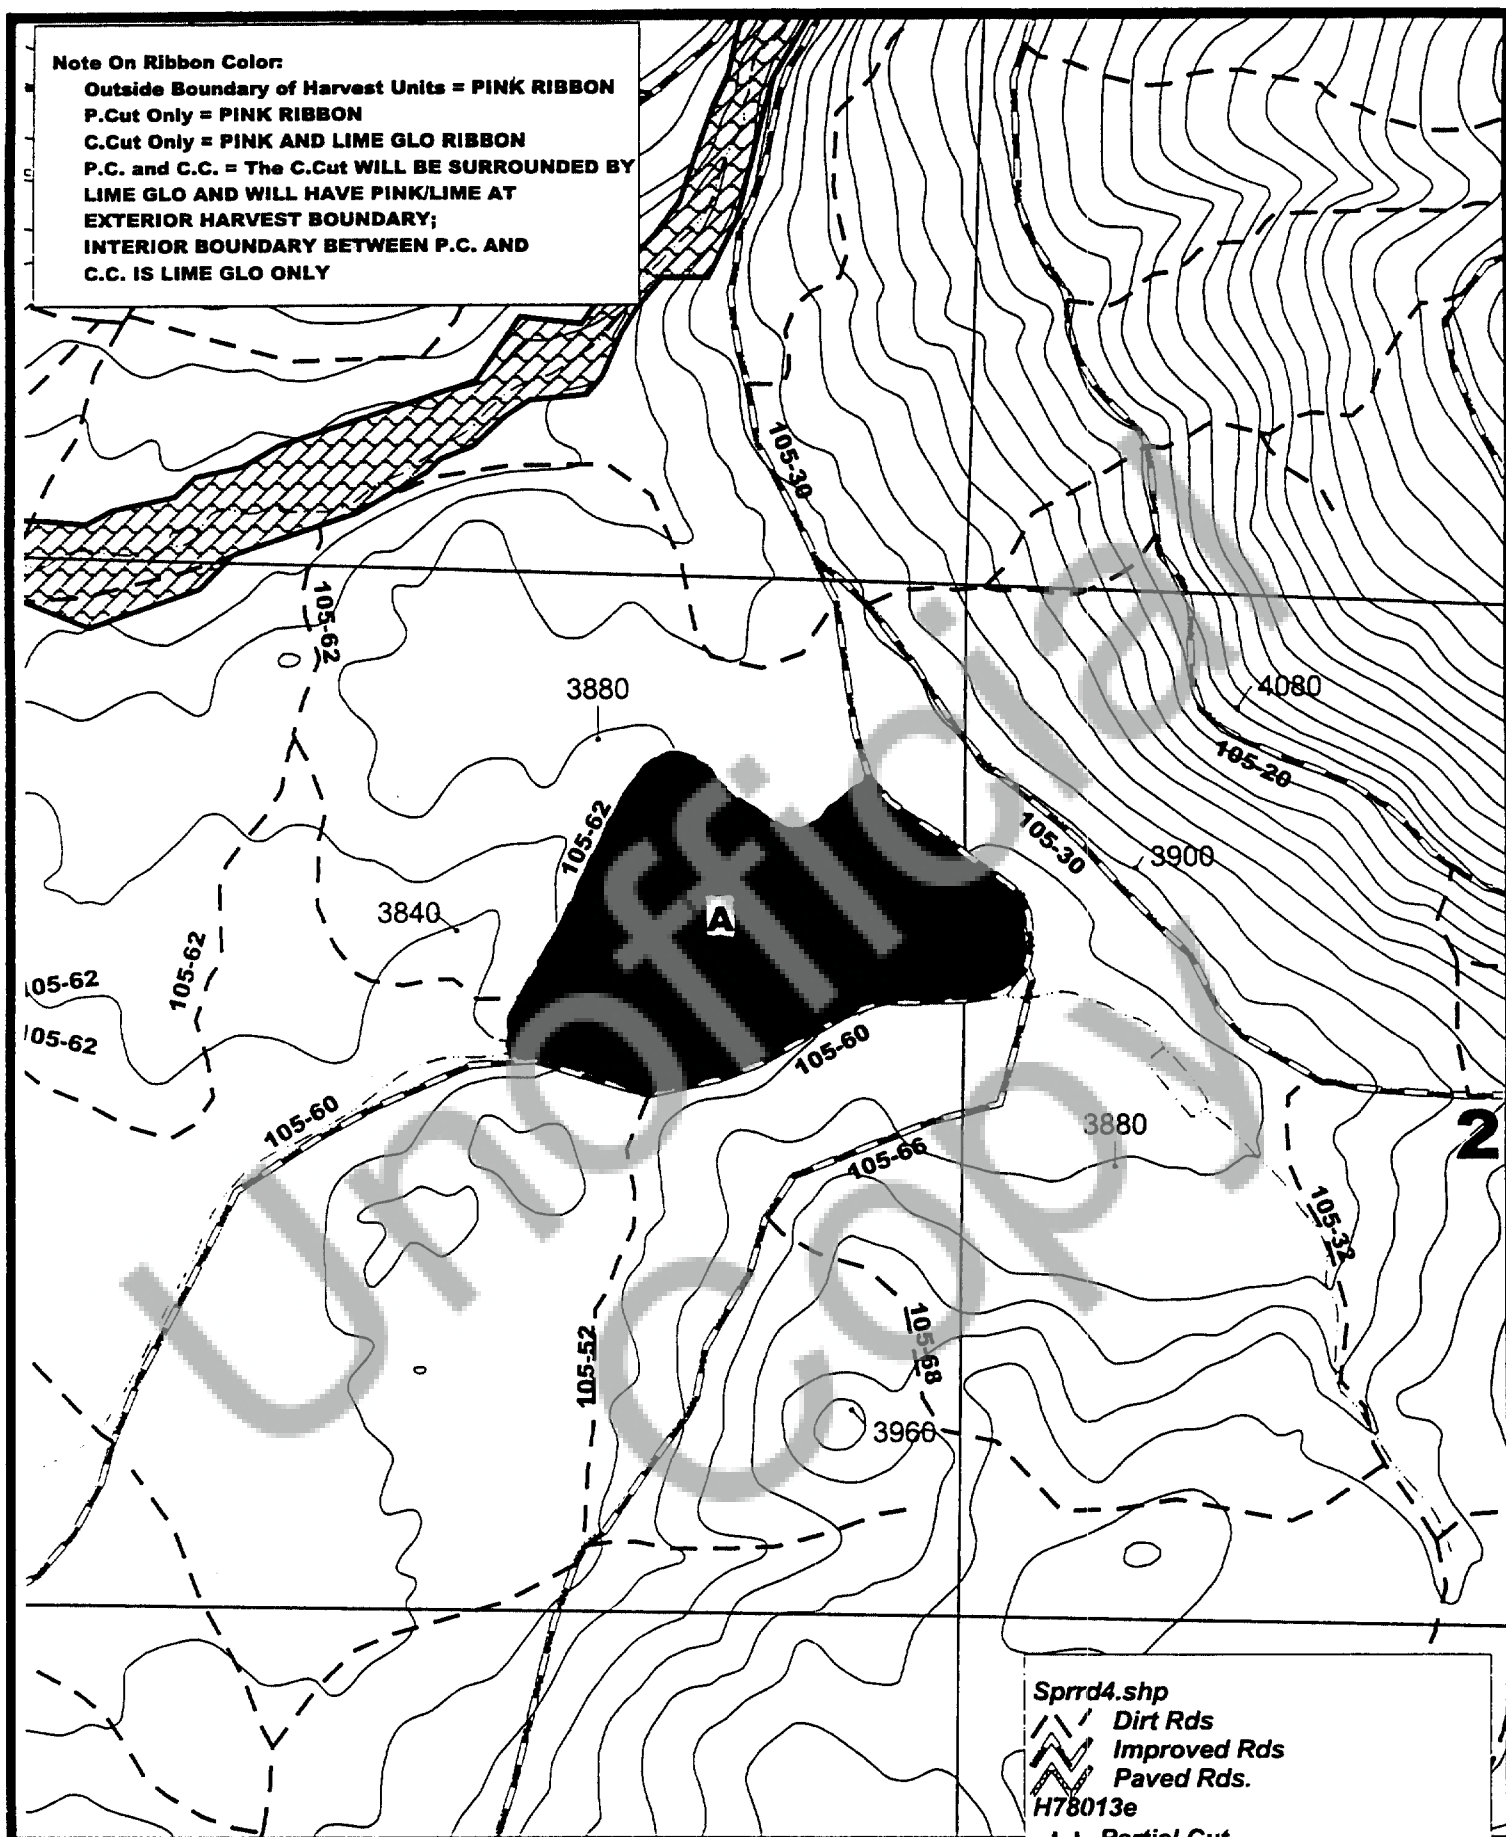 Note On Ribbon Color:
Outside Boundary of Harvest Units = PINK RIBBON
P.Cut Only = PINK RIBBON
C.Cut Only = PINK AND LIME GLO RIBBON
P.C. and C.C. = The C.Cut WILL BE SURROUNDED BY
LIME GLO AND WILL HAVE PINK/LIME AT
EXTERIOR HARVEST BOUNDARY;
INTERIOR BOUNDARY BETWEEN P.C. AND
C.C. IS LIME GLO ONLY
105-30
105-62
3880
4080
105-20
105-62
105-30
3900
3840
A
105-62
105-62
105-62
105-60
105-60
3880
2
105-66
105-32
105-52
105-68
3960
Unofficial
Copy
Sprrd4.shp
Dirt Rds
Improved Rds
Paved Rds.
H78013e
Partial Cut